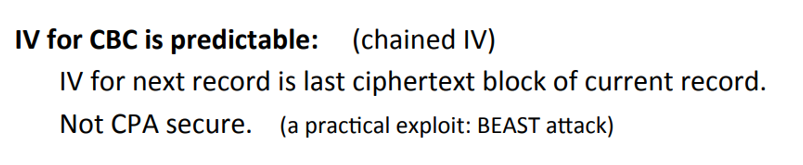 IV for CBC is predictable: (chained IV)
IV for next record is last ciphertext block of current record.
Not CPA secure. (a practical exploit: BEAST attack)